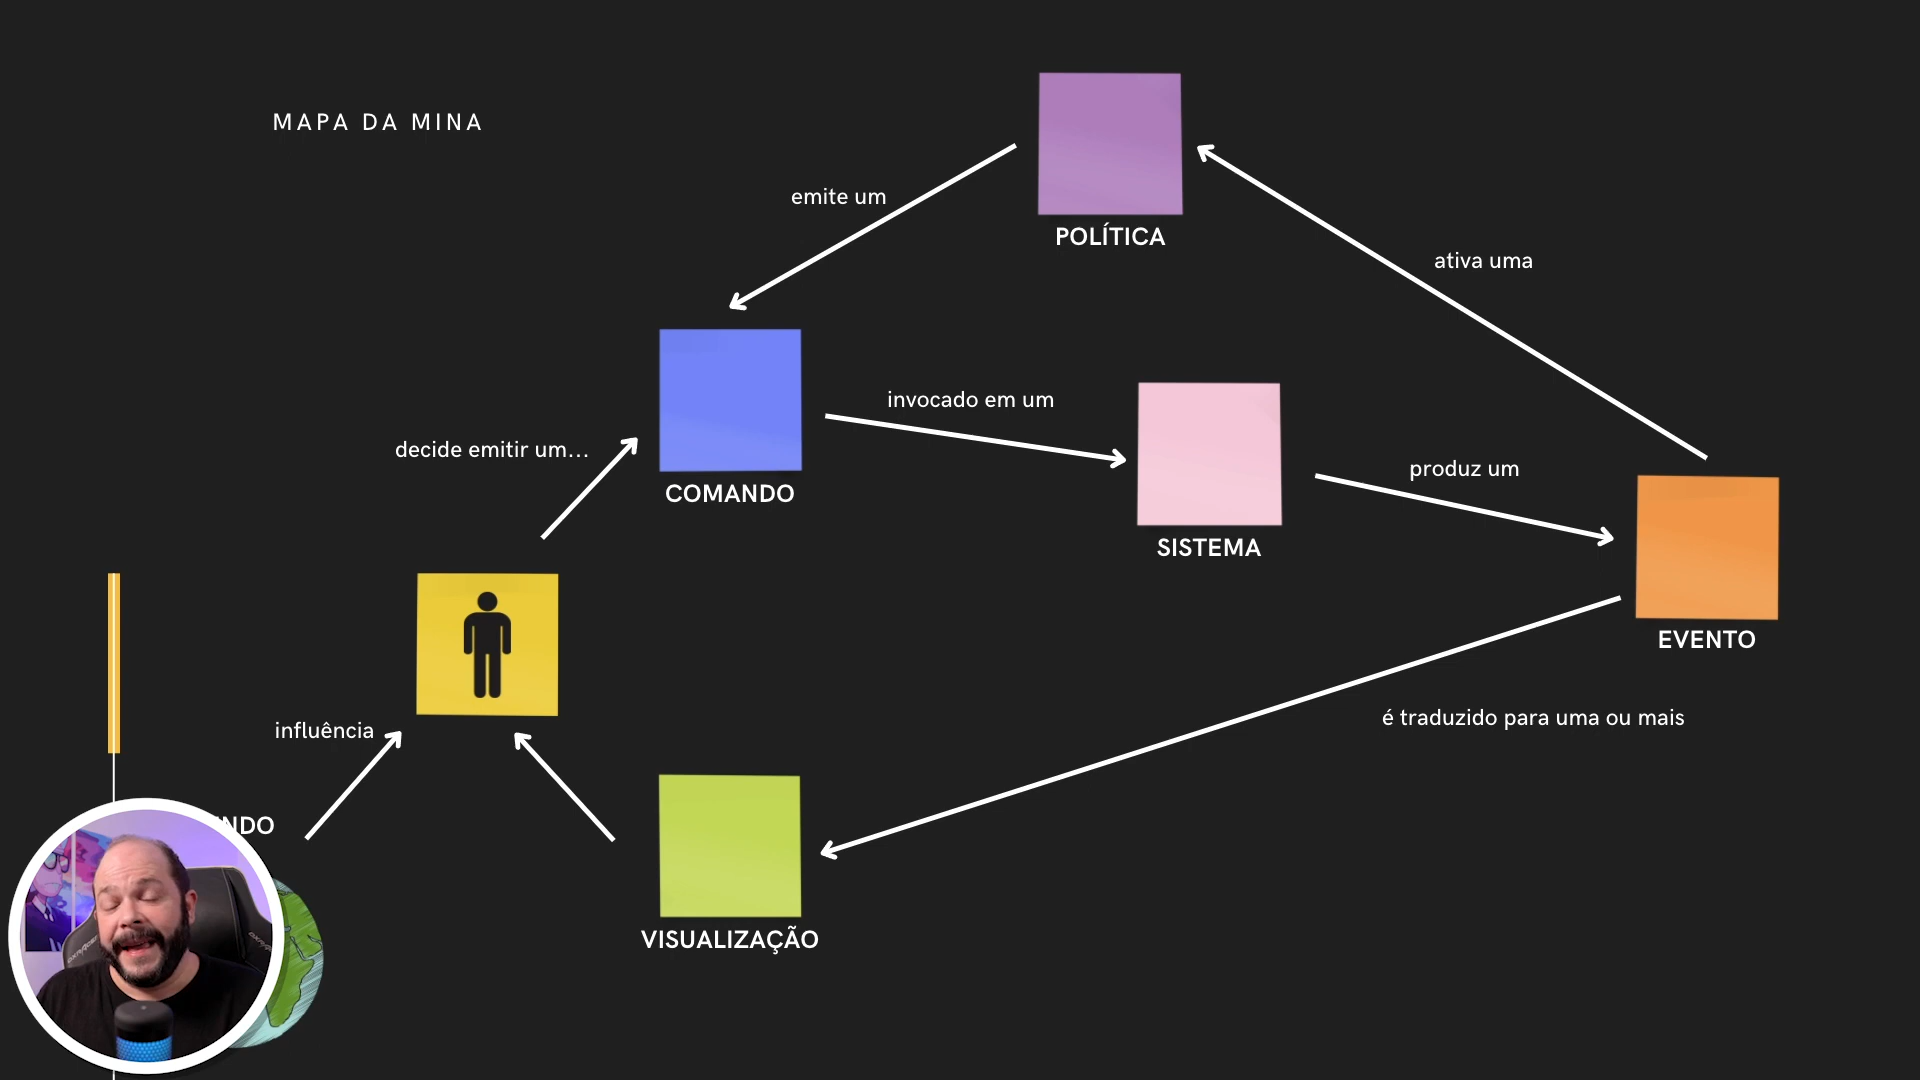 MAPA DA MINA
emite um
POLÍTICA
ativa uma
invocado em um
decide emitir um...
produz um
COMANDO
SISTEMA
EVENTO
é traduzido para uma ou mais
influência
VISUALIZAÇÃO